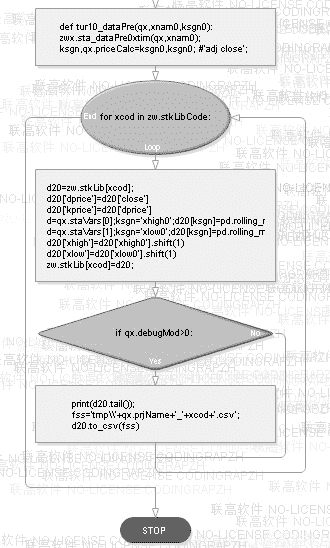 def tur10_dataPre(qx,xnam0,ksgn0):
zwx.sta_dataPre0xtim(qx,xnam0);
ksgn,qx.priceCalc=ksgn0,ksgn0; #'adj close';
End
for xcod in zw.stkLibCode:
Loop
d20=zw.stkLib[xcod];
d20['dprice']=d20['close']
d20['kprice']=d20['dprice']
d=qx.staVars[0];ksgn='xhigh0';d20[ksgn]=pd.rolling_r
d=qx.staVars[1];ksgn='xlow0';d20[ksgn]=pd.rolling_m
d20['xhigh']=d20['xhigh0'].shift(1)
d20['xlow']=d20['xlow0'].shift(1)
zw.stkLib[xcod]=d20;
if qx.debugMod>0:
No
Yes
print(d20.tail());
fss='tmp\\'+qx.prjName+'_'+xcod+'.csv';
d20.to_csv(fss)
STOP
联高软件 NO-LICENSE CODINGRAPZH